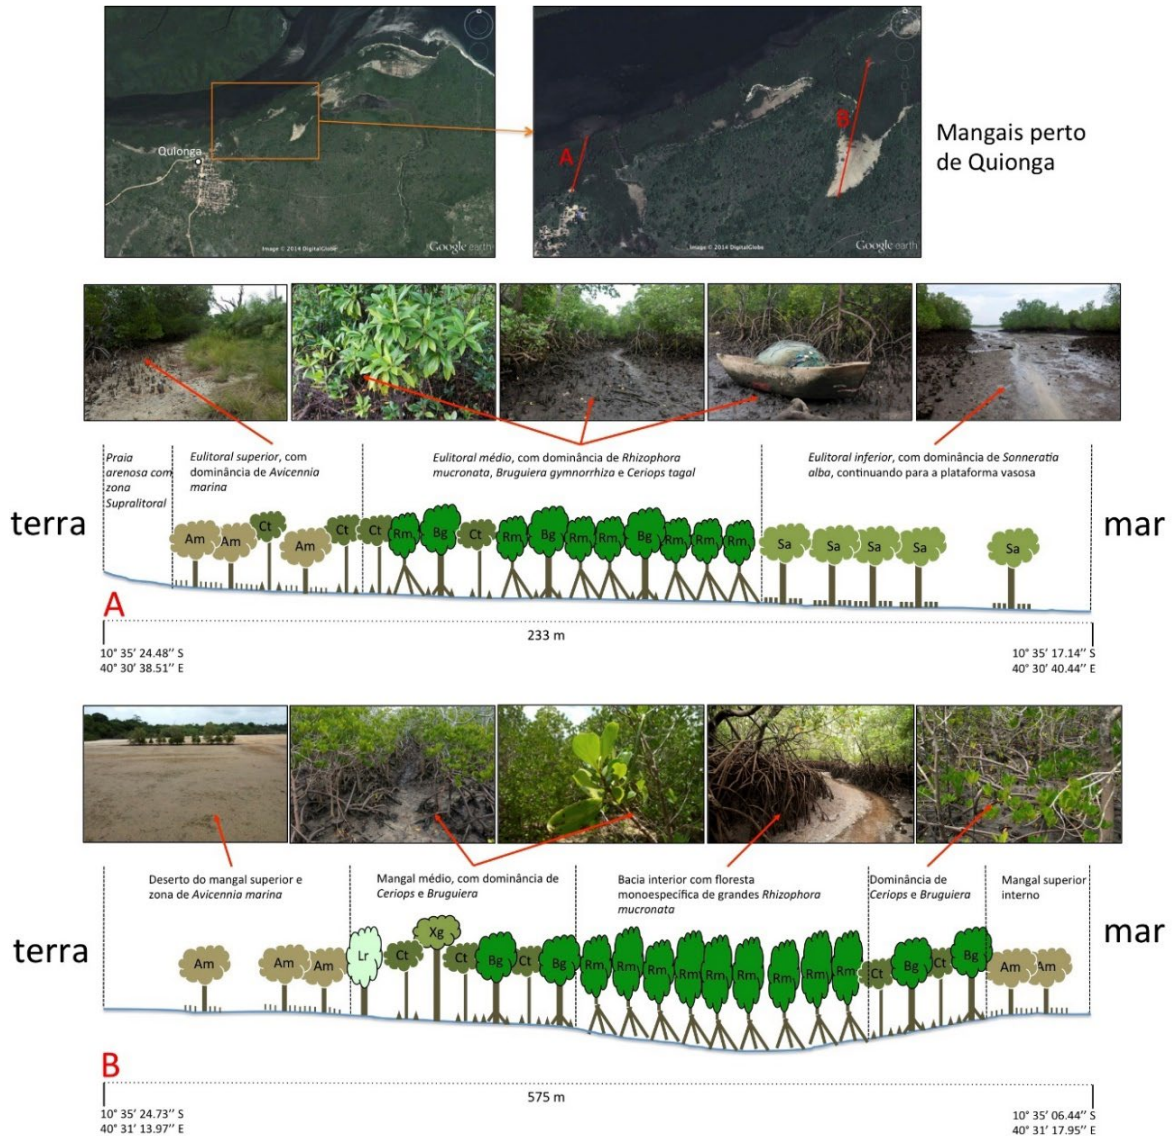 Quionga
Image © 2014 DigitalGlobe
Google earth
A
B
Image © 2014 DigitalGlobe
Google earth
Mangais perto
de Quionga
Praia
arenosa com
zona
Supralitoral
Eulitoral superior, com
dominância de Avicennia
marina
Eulitoral médio, com dominância de Rhizophora
mucronata, Bruguiera gymnorrhiza e Ceriops tagal
Eulitoral inferior, com dominância de Sonneratia
alba, continuando para a plataforma vasosa
terra
mar
Am Am Ct Am Ct Ct Rm Bg Ct Rm Bg Rm Rm Bg Rm Rm Rm Sa Sa Sa Sa Sa
A
233 m
10° 35′ 24.48′′ S
40° 30′ 38.51′′ E
10° 35′ 17.14′′ S
40° 30′ 40.44′′ E
Deserto do mangal superior e
zona de Avicennia marina
Mangal médio, com dominância de
Ceriops e Bruguiera
Bacia interior com floresta
monoespecifica de grandes Rhizophora
mucronata
Dominância de
Ceriops e Bruguiera
Mangal superior
interno
terra
mar
Am Am Am Lr Ct Xg Ct Bg Ct Bg Rm Rm Rm Rm Rm Rm Rm Rm Rm Ct Bg Ct Bg Am Am
B
575 m
10° 35′ 24.73′′ S
40° 31′ 13.97′′ E
10° 35′ 06.44′′ S
40° 31′ 17.95′′ E